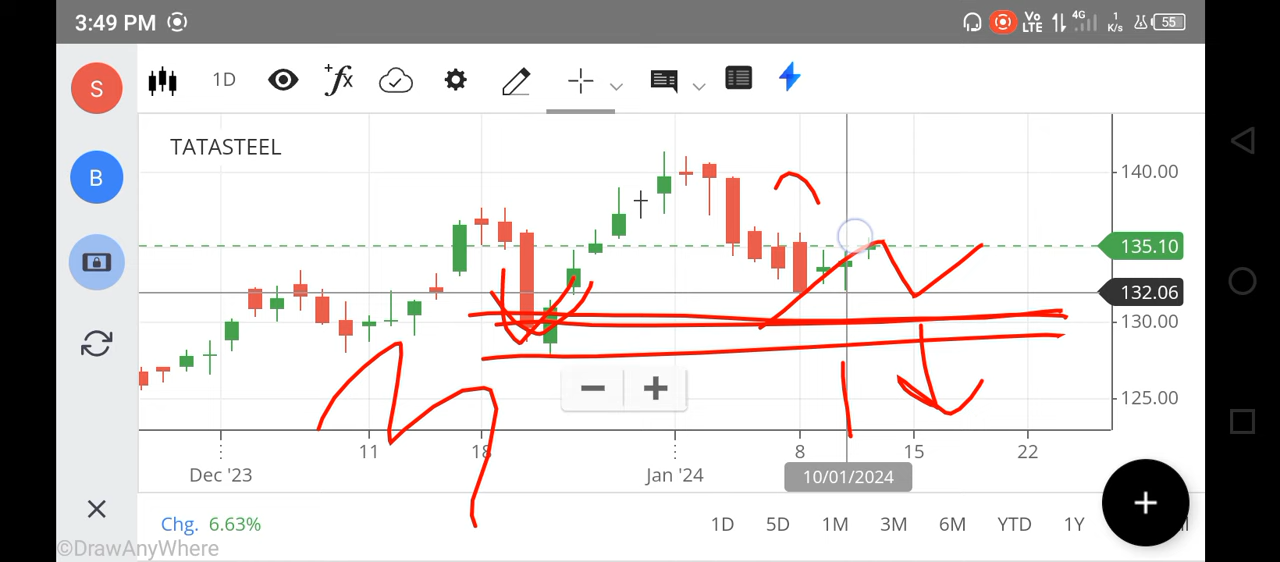 3:49 PM
Vo LTE 4G 1 K/s 55
S
1D
B
TATASTEEL
140.00
135.10
132.06
130.00
125.00
11 18 8 15 22
Dec '23 Jan '24 10/01/2024
Chg. 6.63% 1D 5D 1M 3M 6M YTD 1Y
©DrawAnyWhere